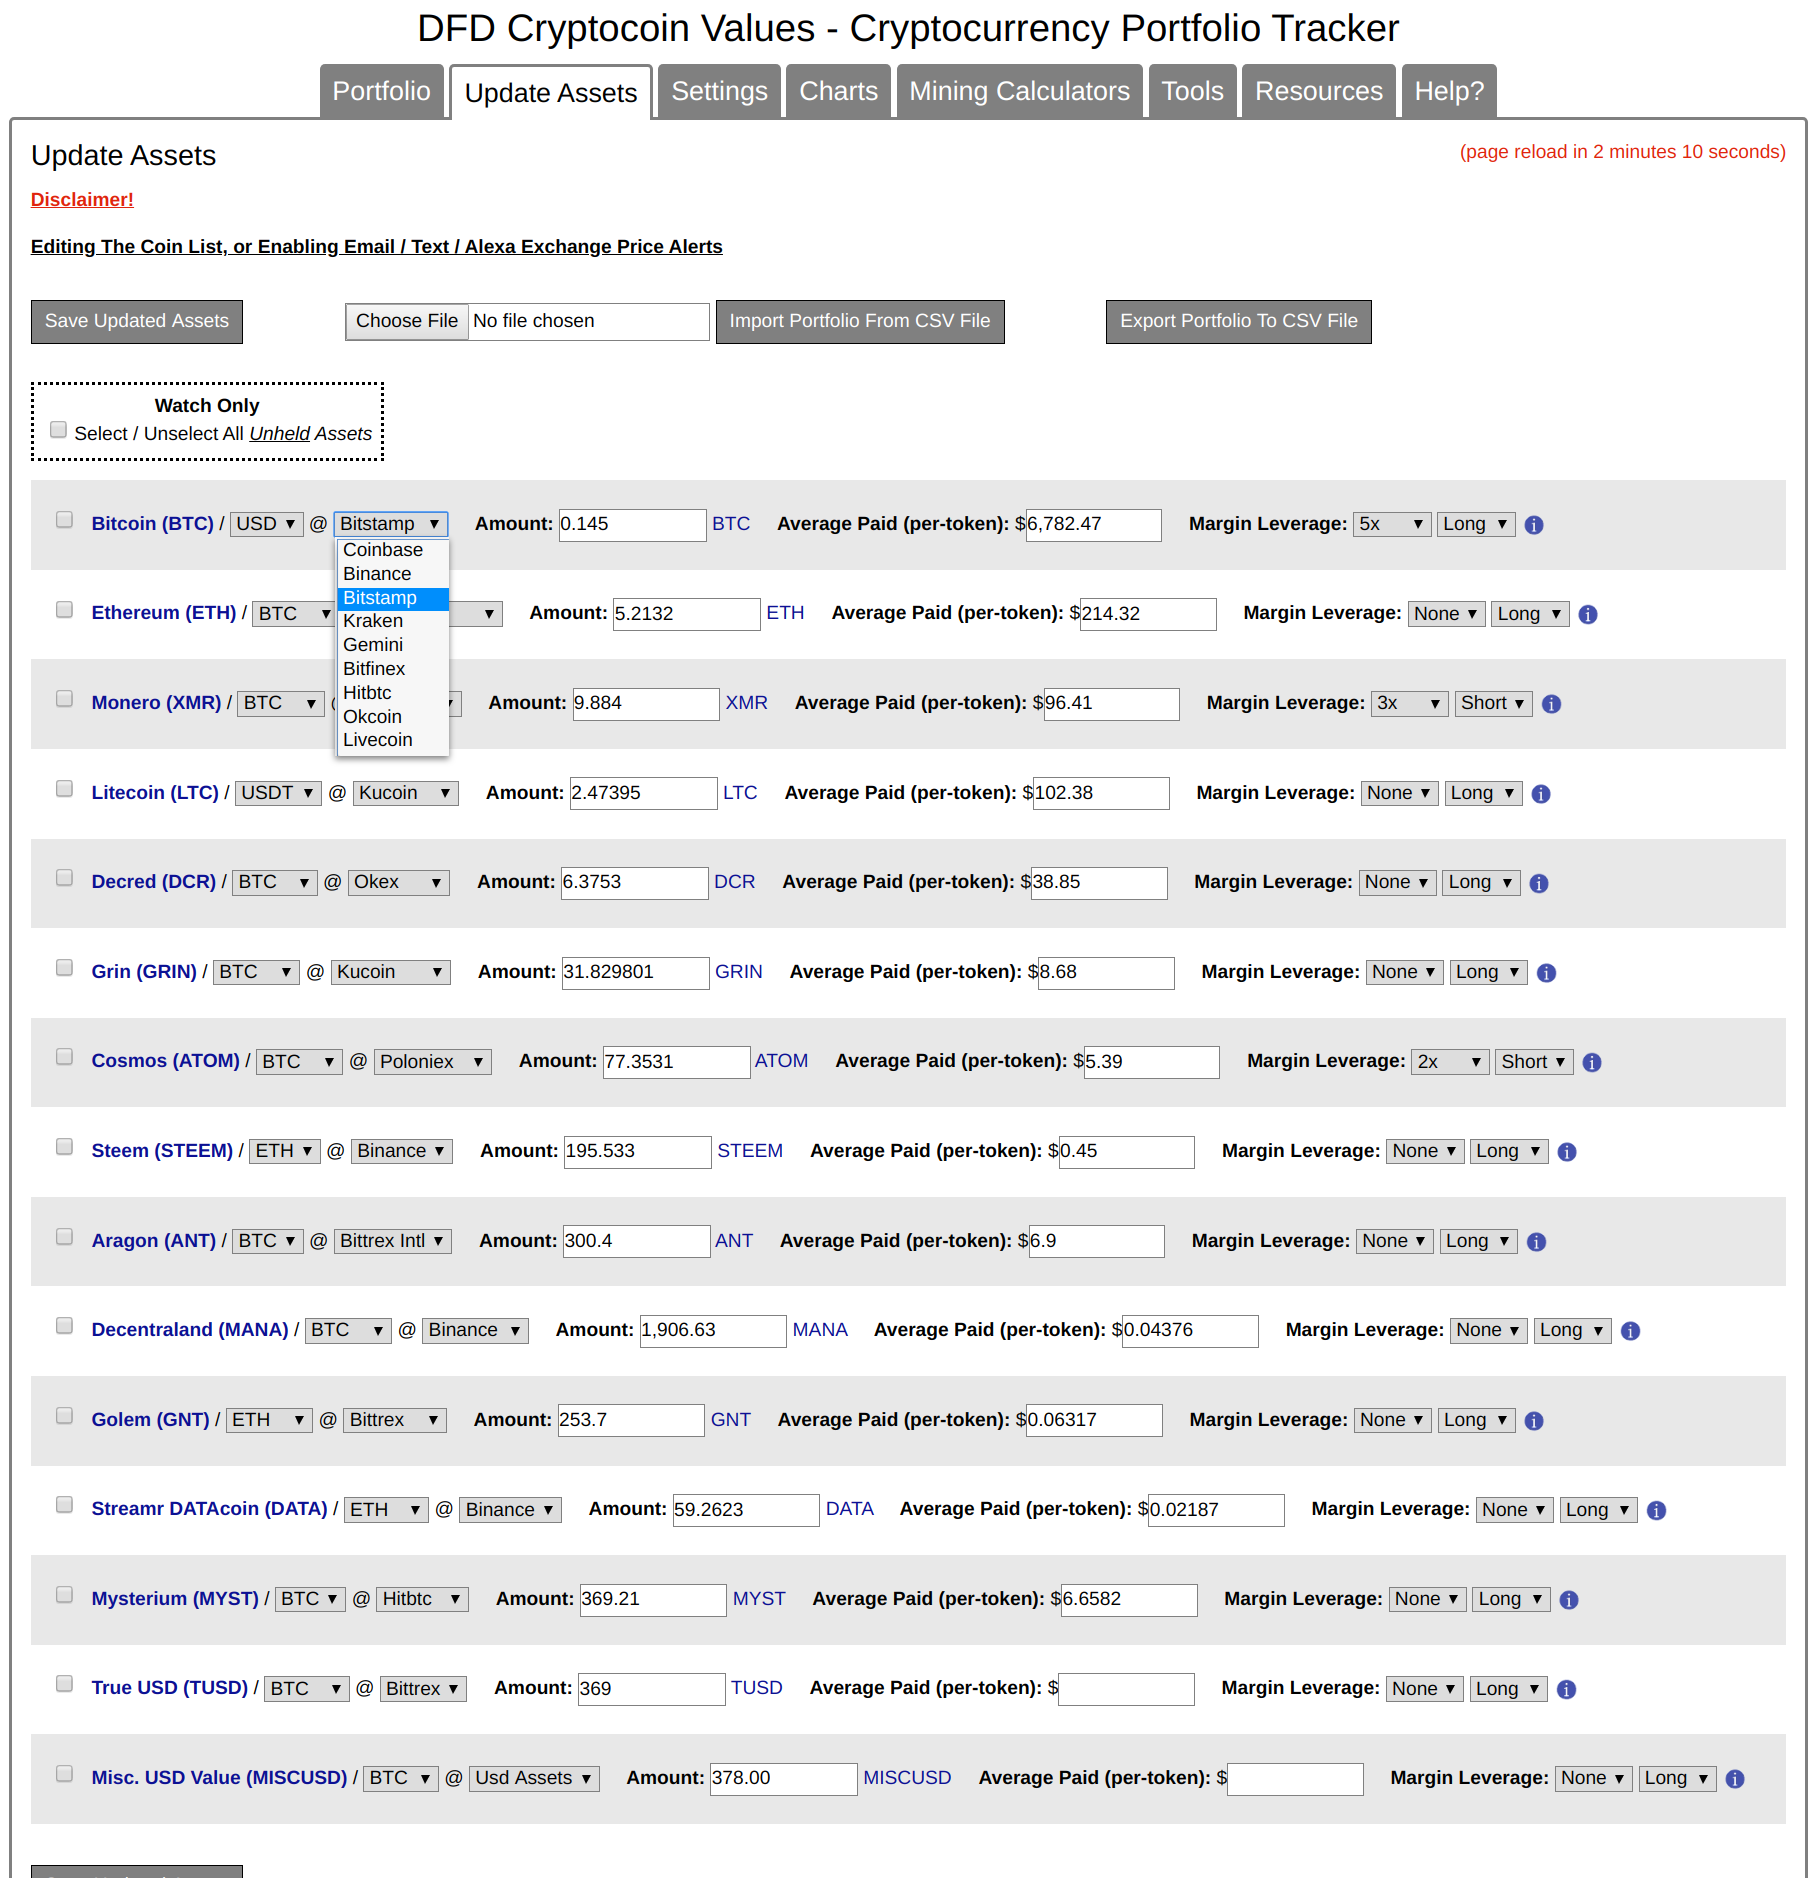 DFD Cryptocoin Values - Cryptocurrency Portfolio Tracker
Portfolio Update Assets Settings Charts Mining Calculators Tools Resources Help?
Update Assets (page reload in 2 minutes 10 seconds)
Disclaimer!
Editing The Coin List, or Enabling Email / Text / Alexa Exchange Price Alerts
Save Updated Assets Choose File No file chosen Import Portfolio From CSV File Export Portfolio To CSV File
Watch Only
Select / Unselect All Unheld Assets
Bitcoin (BTC) / USD @ Bitstamp Amount: 0.145 BTC Average Paid (per-token): $6,782.47 Margin Leverage: 5x Long
Coinbase
Binance
Bitstamp
Kraken
Gemini
Bitfinex
Hitbtc
Okcoin
Livecoin
Ethereum (ETH) / BTC Amount: 5.2132 ETH Average Paid (per-token): $214.32 Margin Leverage: None Long
Monero (XMR) / BTC Amount: 9.884 XMR Average Paid (per-token): $96.41 Margin Leverage: 3x Short
Litecoin (LTC) / USDT @ Kucoin Amount: 2.47395 LTC Average Paid (per-token): $102.38 Margin Leverage: None Long
Decred (DCR) / BTC @ Okex Amount: 6.3753 DCR Average Paid (per-token): $38.85 Margin Leverage: None Long
Grin (GRIN) / BTC @ Kucoin Amount: 31.829801 GRIN Average Paid (per-token): $8.68 Margin Leverage: None Long
Cosmos (ATOM) / BTC @ Poloniex Amount: 77.3531 ATOM Average Paid (per-token): $5.39 Margin Leverage: 2x Short
Steem (STEEM) / ETH @ Binance Amount: 195.533 STEEM Average Paid (per-token): $0.45 Margin Leverage: None Long
Aragon (ANT) / BTC @ Bittrex Intl Amount: 300.4 ANT Average Paid (per-token): $6.9 Margin Leverage: None Long
Decentraland (MANA) / BTC @ Binance Amount: 1,906.63 MANA Average Paid (per-token): $0.04376 Margin Leverage: None Long
Golem (GNT) / ETH @ Bittrex Amount: 253.7 GNT Average Paid (per-token): $0.06317 Margin Leverage: None Long
Streamr DATAcoin (DATA) / ETH @ Binance Amount: 59.2623 DATA Average Paid (per-token): $0.02187 Margin Leverage: None Long
Mysterium (MYST) / BTC @ Hitbtc Amount: 369.21 MYST Average Paid (per-token): $6.6582 Margin Leverage: None Long
True USD (TUSD) / BTC @ Bittrex Amount: 369 TUSD Average Paid (per-token): $ Margin Leverage: None Long
Misc. USD Value (MISCUSD) / BTC @ Usd Assets Amount: 378.00 MISCUSD Average Paid (per-token): $ Margin Leverage: None Long